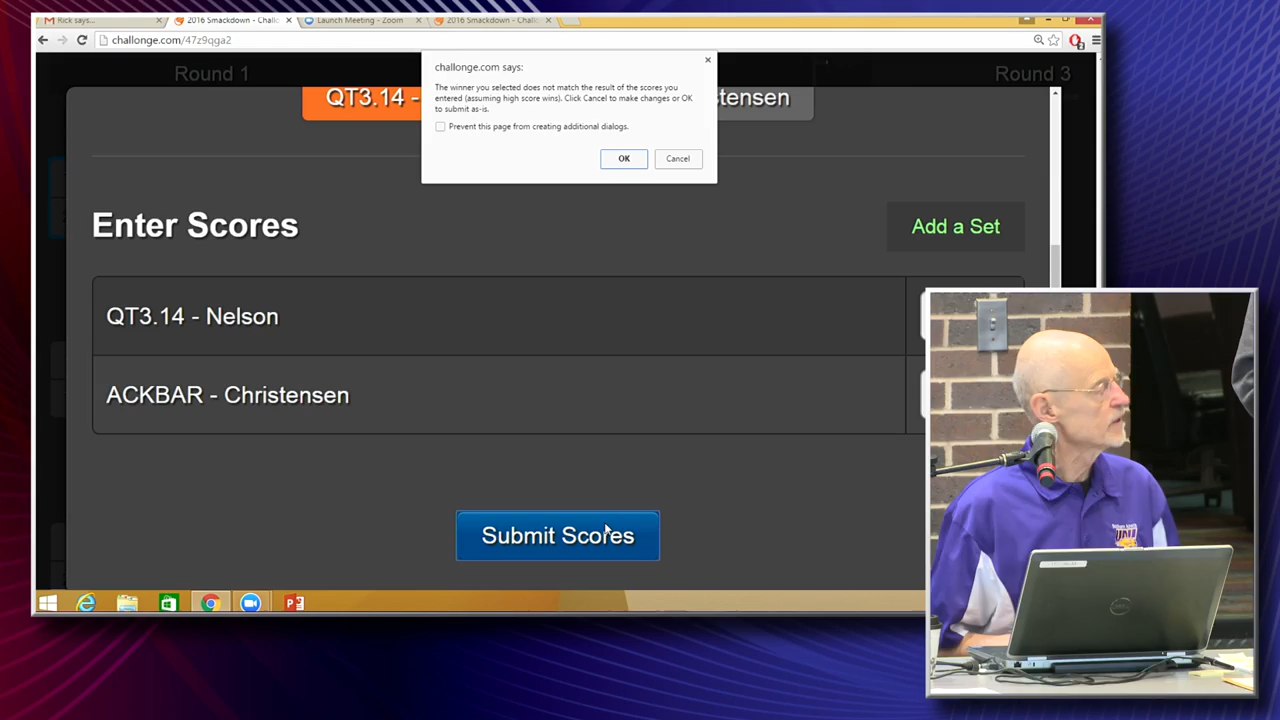 Rick says...
2016 Smackdown - Challo
Launch Meeting - Zoom
2016 Smackdown - Challo
challonge.com/47z9qga2
Round 1
Round 3
challonge.com says:
The winner you selected does not match the result of the scores you
entered (assuming high score wins). Click Cancel to make changes or OK
to submit as-is.
Prevent this page from creating additional dialogs.
OK
Cancel
QT3.14 -
tensen
Enter Scores
Add a Set
QT3.14 - Nelson
ACKBAR - Christensen
Submit Scores
UNI
DELL